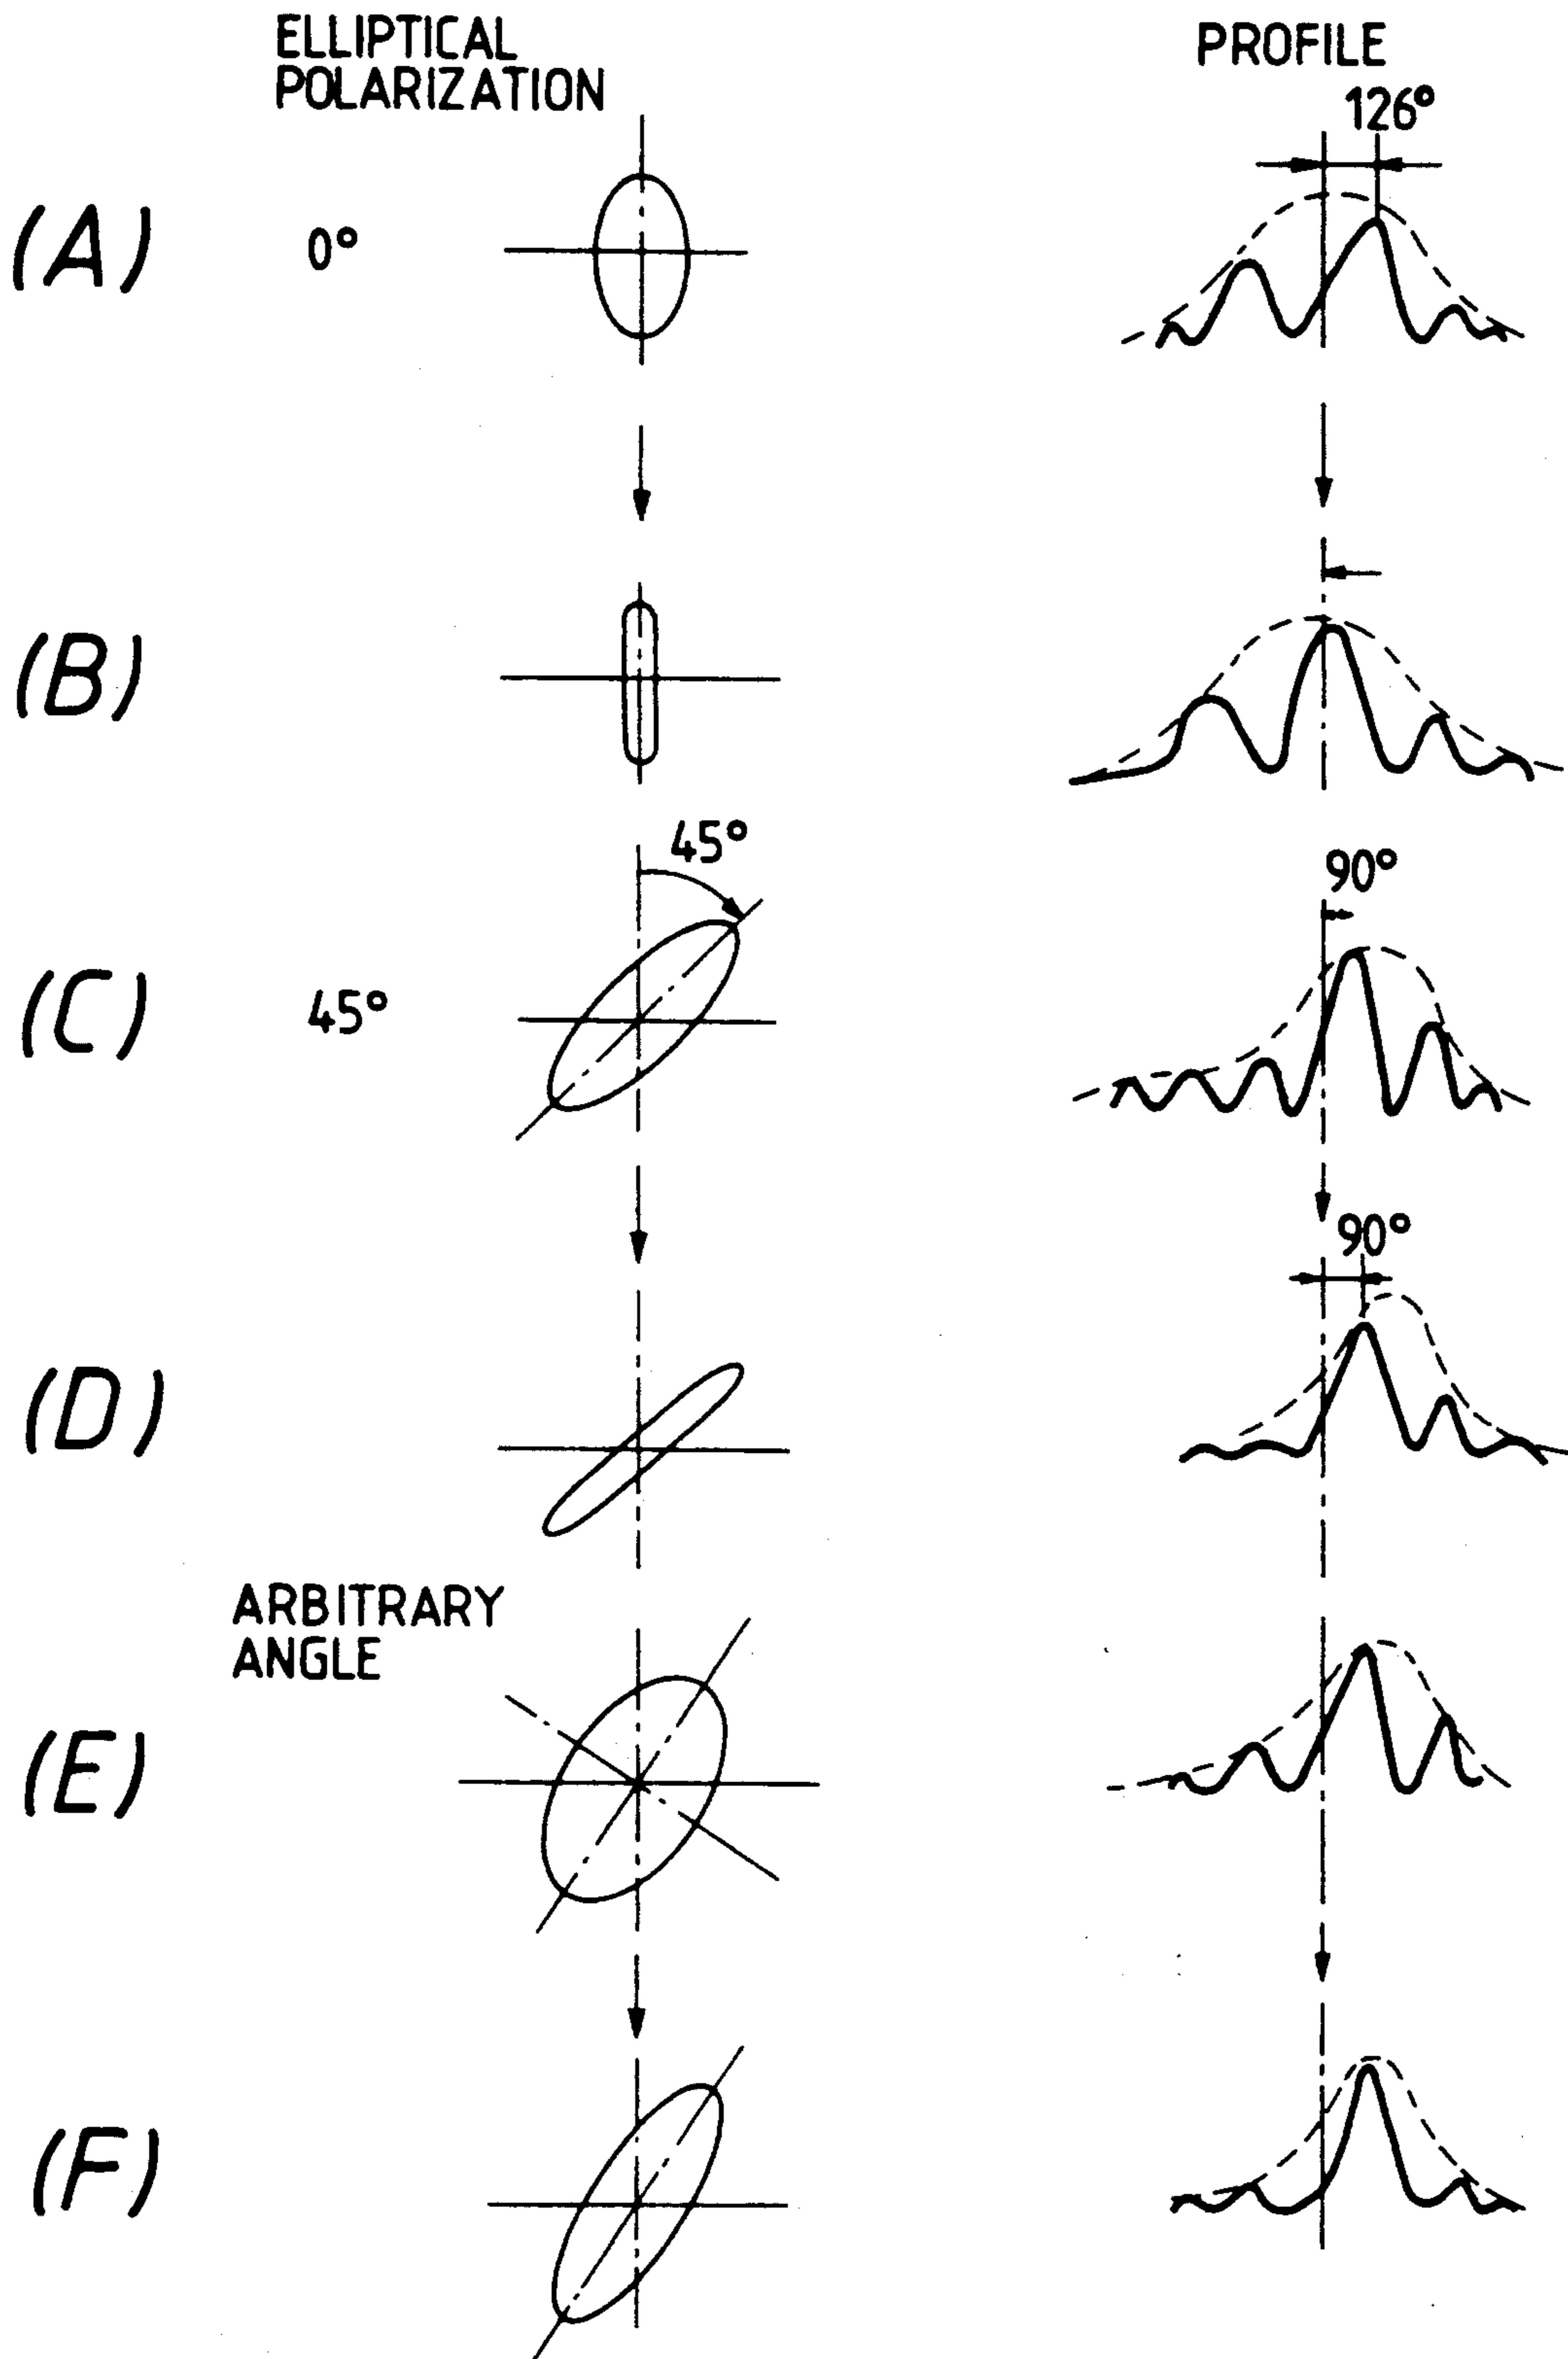 ELLIPTICAL
POLARIZATION
PROFILE
126°
(A)
0°
(B)
45°
90°
(C)
45°
90°
(D)
ARBITRARY
ANGLE
(E)
(F)